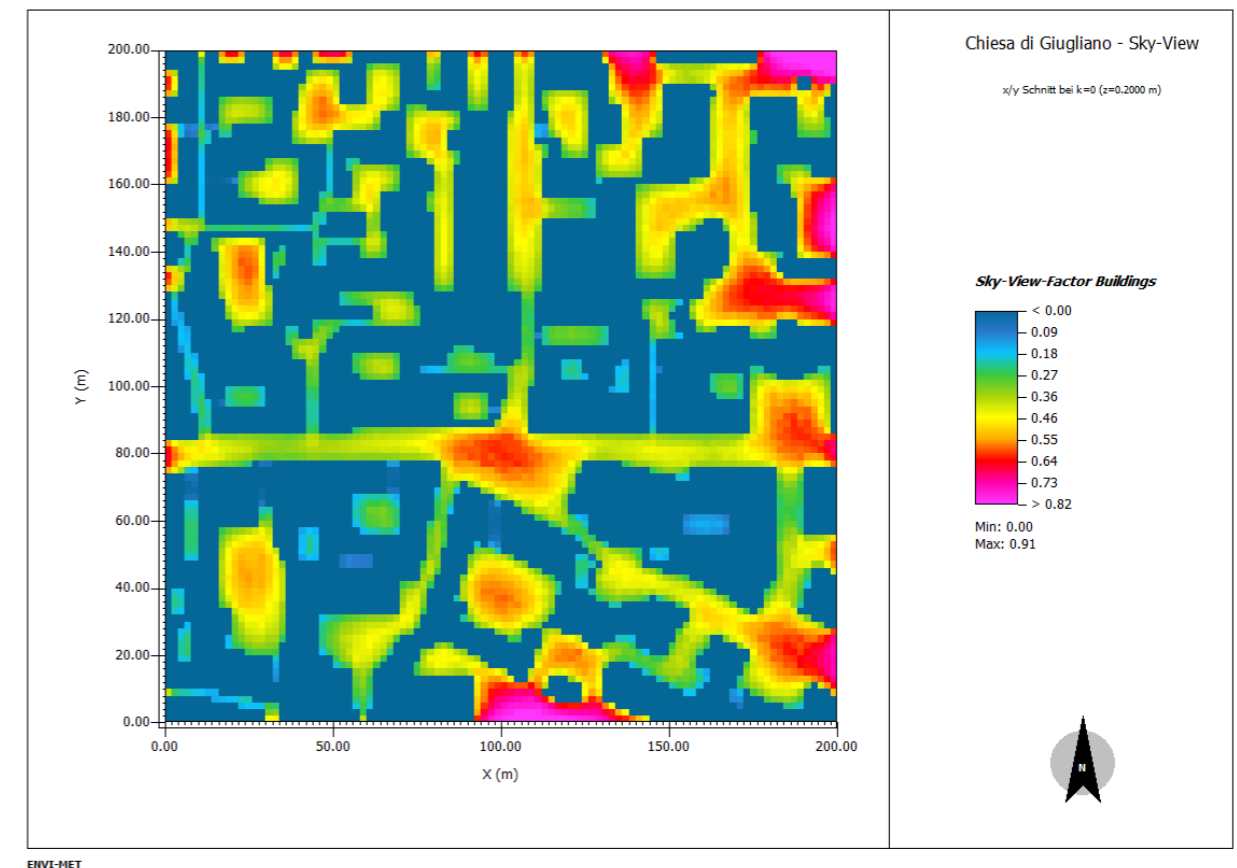 Chiesa di Giugliano - Sky-View
x/y Schnitt bei k=0 (z=0.2000 m)
200.00
180.00
160.00
140.00
120.00
100.00
80.00
60.00
40.00
20.00
0.00
Y (m)
0.00 50.00 100.00 150.00 200.00
X (m)
Sky-View-Factor Buildings
< 0.00
0.09
0.18
0.27
0.36
0.46
0.55
0.64
0.73
> 0.82
Min: 0.00
Max: 0.91
N
ENVI-MET